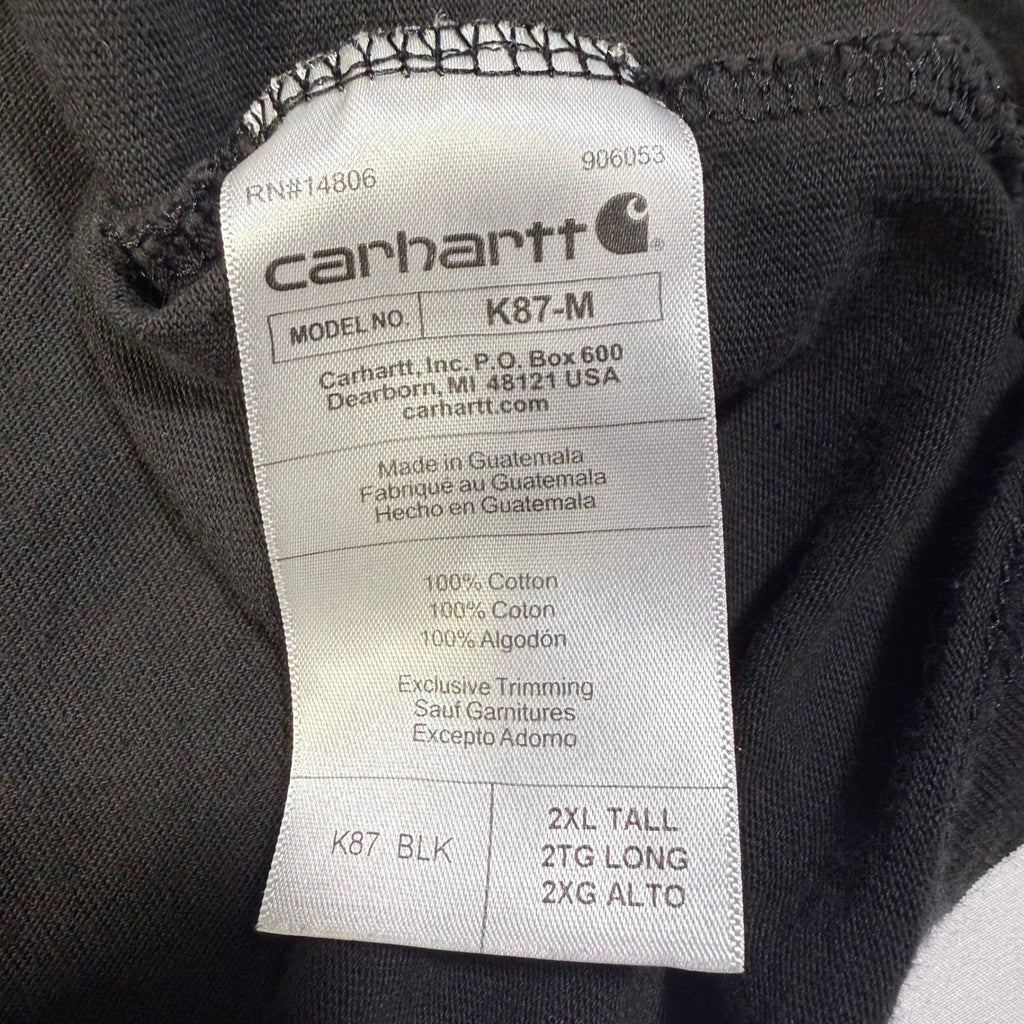 RN#14806 906053
carhartt
MODEL NO. K87-M
Carhartt, Inc. P.O. Box 600
Dearborn, MI 48121 USA
carhartt.com
Made in Guatemala
Fabriqué au Guatemala
Hecho en Guatemala
100% Cotton
100% Coton
100% Algodón
Exclusive Trimming
Sauf Garnitures
Excepto Adorno
K87 BLK
2XL TALL
2TG LONG
2XG ALTO